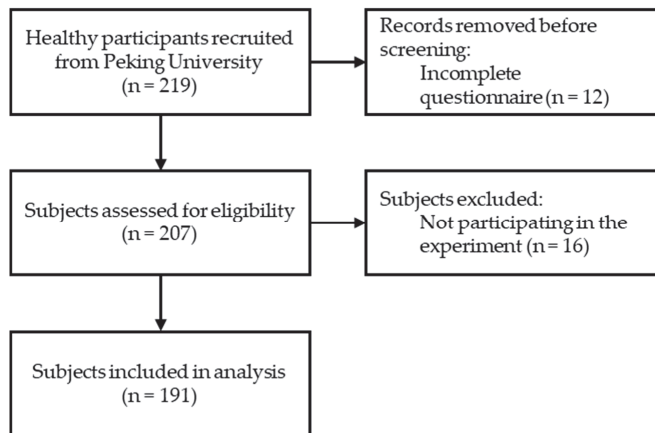 Healthy participants recruited
from Peking University
(n = 219)
Records removed before
screening:
Incomplete
questionnaire (n = 12)
Subjects assessed for eligibility
(n = 207)
Subjects excluded:
Not participating in the
experiment (n = 16)
Subjects included in analysis
(n = 191)